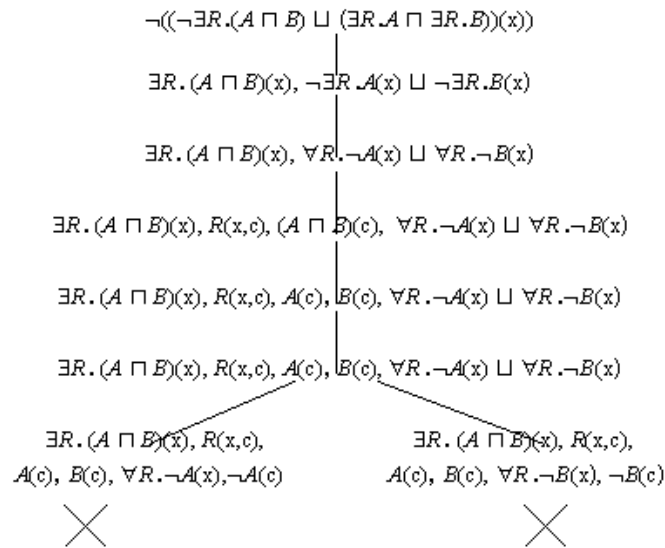 ¬((¬∃R.(A ⊓ B) ⊔ (∃R.A ⊓ ∃R.B))(x))
∃R.(A ⊓ B)(x), ¬∃R.A(x) ⊔ ¬∃R.B(x)
∃R.(A ⊓ B)(x), ∀R.¬A(x) ⊔ ∀R.¬B(x)
∃R.(A ⊓ B)(x), R(x,c), (A ⊓ B)(c), ∀R.¬A(x) ⊔ ∀R.¬B(x)
∃R.(A ⊓ B)(x), R(x,c), A(c), B(c), ∀R.¬A(x) ⊔ ∀R.¬B(x)
∃R.(A ⊓ B)(x), R(x,c), A(c), B(c), ∀R.¬A(x) ⊔ ∀R.¬B(x)
∃R.(A ⊓ B)(x), R(x,c),
A(c), B(c), ∀R.¬A(x),¬A(c)
∃R.(A ⊓ B)(x), R(x,c),
A(c), B(c), ∀R.¬B(x), ¬B(c)